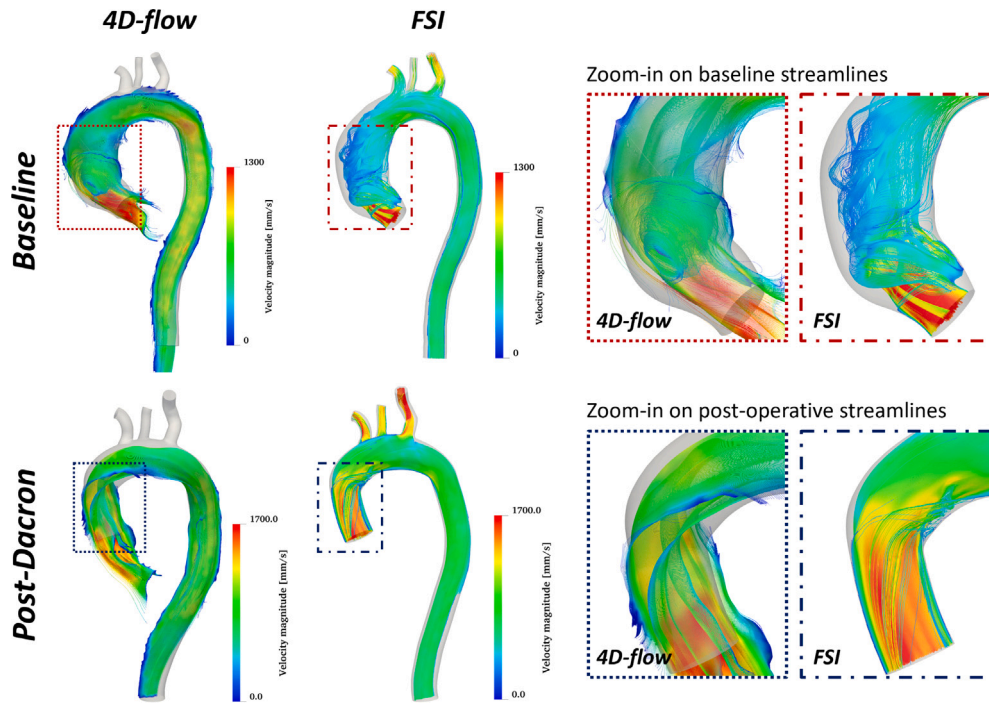 4D-flow
FSI
Baseline
1300
Velocity magnitude [mm/s]
0
1300
Velocity magnitude [mm/s]
0
Zoom-in on baseline streamlines
4D-flow
FSI
Post-Dacron
1700.0
Velocity magnitude [mm/s]
0.0
1700.0
Velocity magnitude [mm/s]
0.0
Zoom-in on post-operative streamlines
4D-flow
FSI